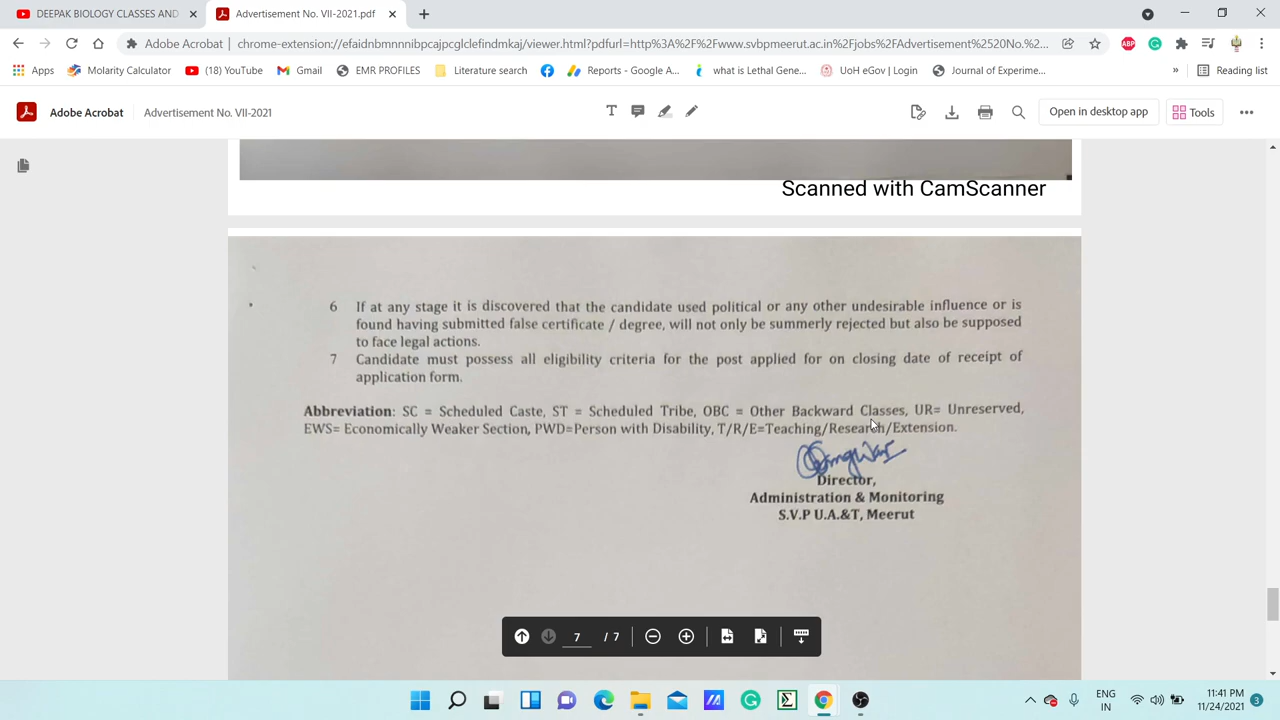 DEEPAK BIOLOGY CLASSES AND
Advertisement No. VII-2021.pdf
Adobe Acrobat | chrome-extension://efaidnbmnnnibpcajpcglclefindmkaj/viewer.html?pdfurl=http%3A%2F%2Fwww.svbpmeerut.ac.in%2Fjobs%2FAdvertisement%2520No.%...
Apps
Molarity Calculator
(18) YouTube
Gmail
EMR PROFILES
Literature search
Reports - Google A...
what is Lethal Gene...
UoH eGov | Login
Journal of Experime...
»
Reading list
Adobe Acrobat
Advertisement No. VII-2021
Open in desktop app
Tools
Scanned with CamScanner
6 If at any stage it is discovered that the candidate used political or any other undesirable influence or is
found having submitted false certificate / degree, will not only be summerly rejected but also be supposed
to face legal actions.
7 Candidate must possess all eligibility criteria for the post applied for on closing date of receipt of
application form.
Abbreviation: SC = Scheduled Caste, ST = Scheduled Tribe, OBC = Other Backward Classes, UR= Unreserved,
EWS= Economically Weaker Section, PWD=Person with Disability, T/R/E=Teaching/Research/Extension.
Director,
Administration & Monitoring
S.V.P U.A.&T, Meerut
7 / 7
ENG
IN
11:41 PM
11/24/2021
3